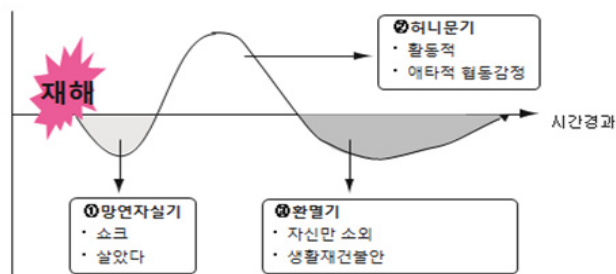 ❷허니문기
• 활동적
• 애타적 협동감정
재해
시간경과
❶망연자실기
• 쇼크
• 살았다
❸환멸기
• 자신만 소외
• 생활재건불안